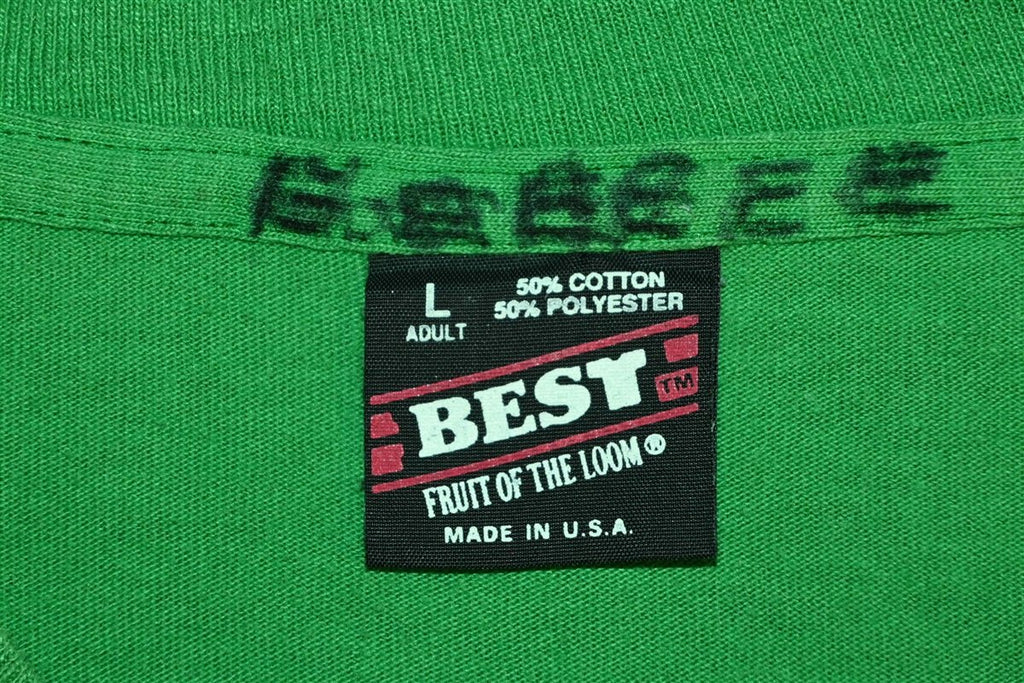 L
ADULT
50% COTTON
50% POLYESTER
BEST TM
FRUIT OF THE LOOM®
MADE IN U.S.A.